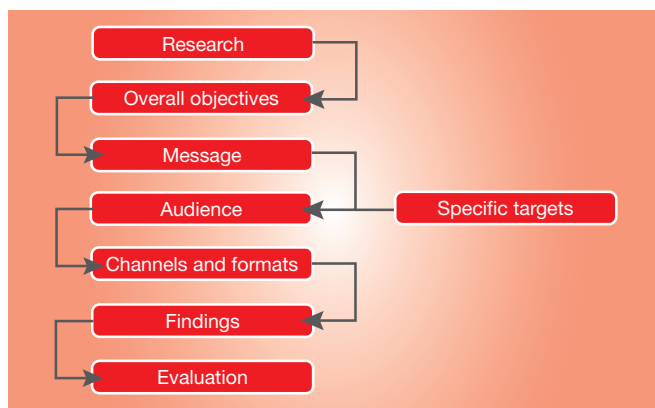 Research
Overall objectives
Message
Audience
Specific targets
Channels and formats
Findings
Evaluation